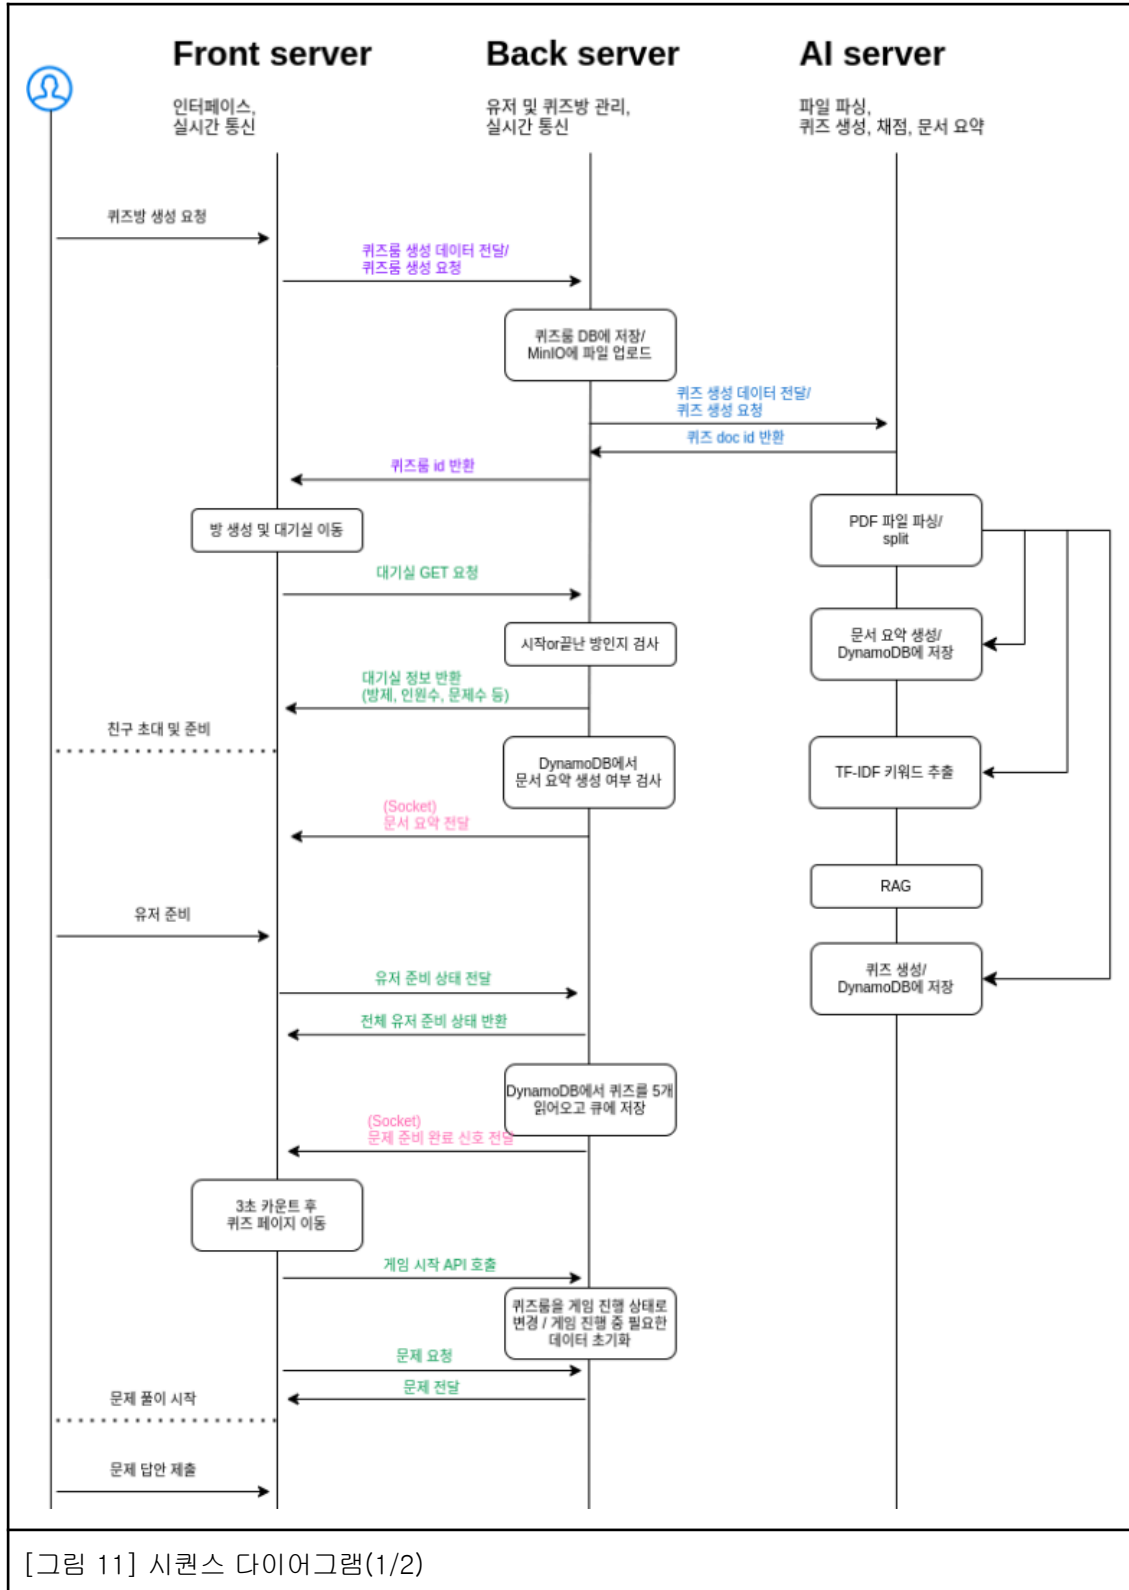 Front server
Back server
AI server
인터페이스,
실시간 통신
유저 및 퀴즈방 관리,
실시간 통신
파일 파싱,
퀴즈 생성, 채점, 문서 요약
퀴즈방 생성 요청
퀴즈룸 생성 데이터 전달/
퀴즈룸 생성 요청
퀴즈룸 DB에 저장/
MinIO에 파일 업로드
퀴즈 생성 데이터 전달/
퀴즈 생성 요청
퀴즈 doc id 반환
퀴즈룸 id 반환
방 생성 및 대기실 이동
PDF 파일 파싱/
split
대기실 GET 요청
시작or끝난 방인지 검사
문서 요약 생성/
DynamoDB에 저장
대기실 정보 반환
(방제, 인원수, 문제수 등)
친구 초대 및 준비
DynamoDB에서
문서 요약 생성 여부 검사
TF-IDF 키워드 추출
(Socket)
문서 요약 전달
RAG
유저 준비
퀴즈 생성/
DynamoDB에 저장
유저 준비 상태 전달
전체 유저 준비 상태 반환
DynamoDB에서 퀴즈를 5개
읽어오고 큐에 저장
(Socket)
문제 준비 완료 신호 전달
3초 카운트 후
퀴즈 페이지 이동
게임 시작 API 호출
퀴즈룸을 게임 진행 상태로
변경 / 게임 진행 중 필요한
데이터 초기화
문제 요청
문제 전달
문제 풀이 시작
문제 답안 제출
[그림 11] 시퀀스 다이어그램(1/2)